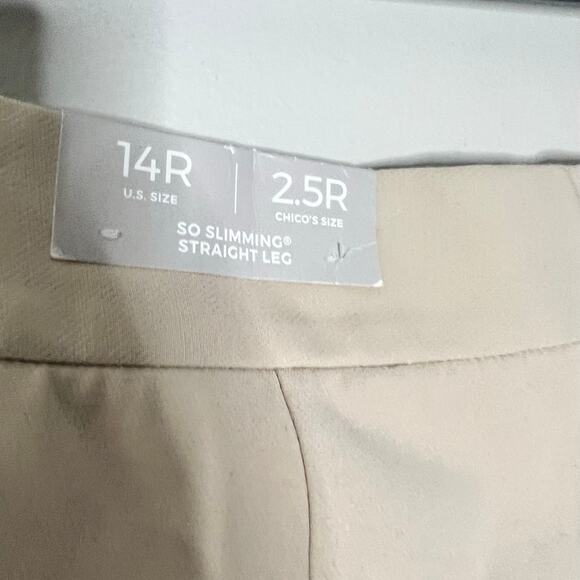 14R
U.S. SIZE
2.5R
CHICO'S SIZE
SO SLIMMING®
STRAIGHT LEG